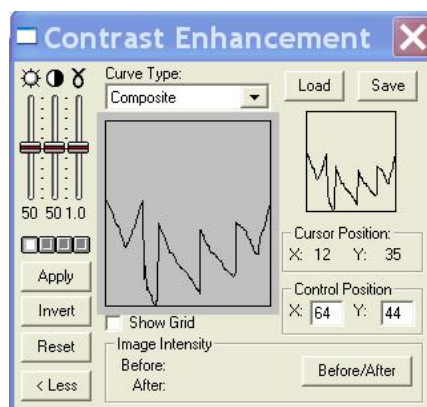 Contrast Enhancement
Curve Type:
Composite
Load
Save
50 50 1.0
Cursor Position:
X: 12 Y: 35
Apply
Control Position
Invert
X: 64 Y: 44
Show Grid
Reset
Image Intensity
Before:
After:
Before/After
< Less